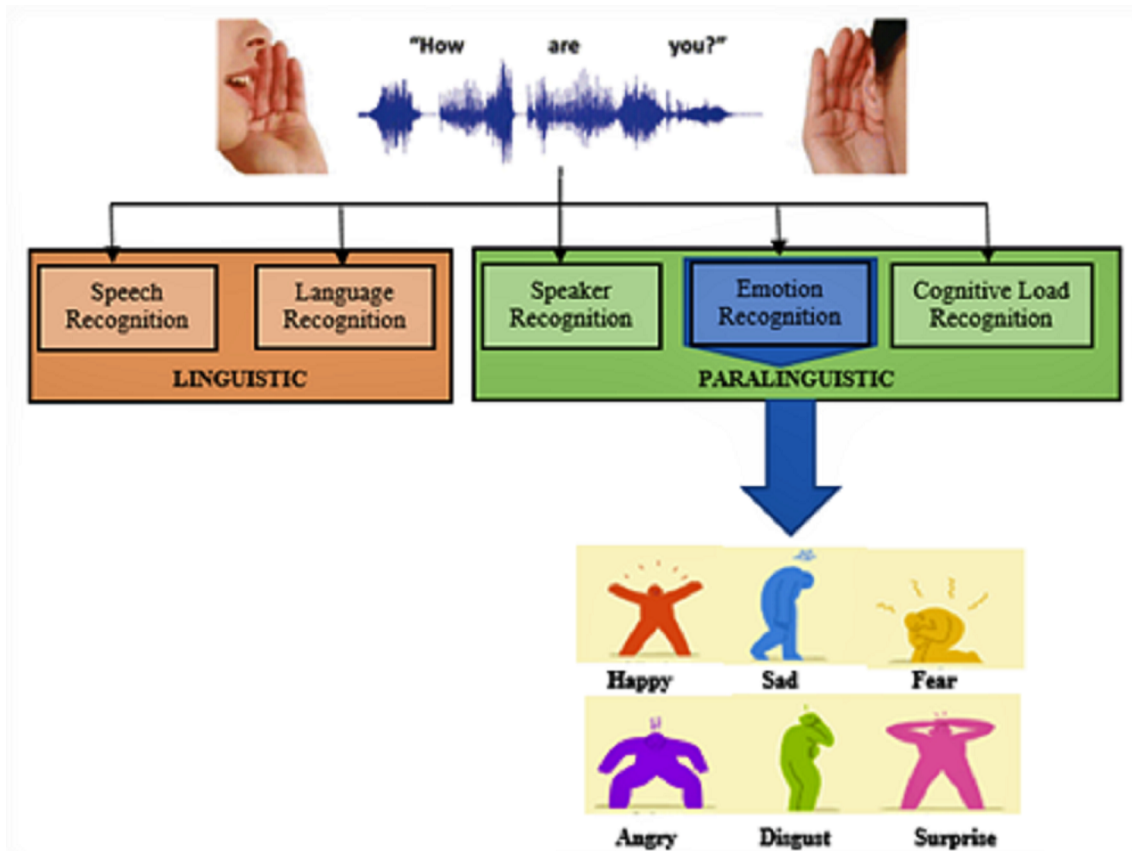 "How are you?"
Speech
Recognition
Language
Recognition
LINGUISTIC
Speaker
Recognition
Emotion
Recognition
Cognitive Load
Recognition
PARALINGUISTIC
Happy
Sad
Fear
Angry
Disgust
Surprise